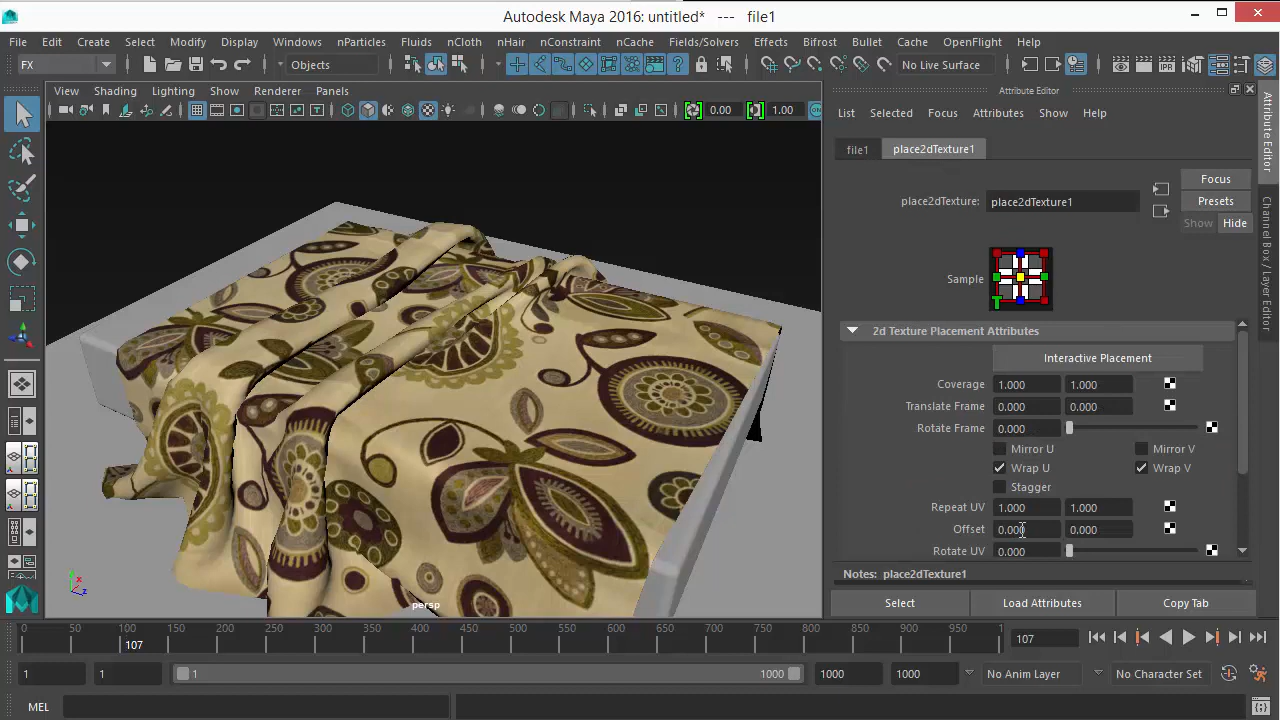 Autodesk Maya 2016: untitled* --- file1
File Edit Create Select Modify Display Windows nParticles Fluids nCloth nHair nConstraint nCache Fields/Solvers Effects Bifrost Bullet Cache OpenFlight Help
FX Objects No Live Surface
View Shading Lighting Show Renderer Panels
0.00 1.00
Attribute Editor
List Selected Focus Attributes Show Help
file1 place2dTexture1
Focus
place2dTexture: place2dTexture1 Presets
Show Hide
Sample
2d Texture Placement Attributes
Interactive Placement
Coverage 1.000 1.000
Translate Frame 0.000 0.000
Rotate Frame 0.000
Mirror U Mirror V
Wrap U Wrap V
Stagger
Repeat UV 1.000 1.000
Offset 0.000 0.000
Rotate UV 0.000
Notes: place2dTexture1
Select Load Attributes Copy Tab
Attribute Editor
Channel Box / Layer Editor
persp
x
z
0 50 100 150 200 250 300 350 400 450 500 550 600 650 700 750 800 850 900 950 1
107 107
1 1 1 1000 1000 1000 No Anim Layer No Character Set
MEL